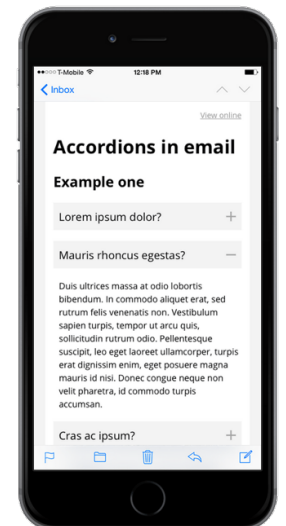 T-Mobile 12:18 PM
Inbox
View online
Accordions in email
Example one
Lorem ipsum dolor?
Mauris rhoncus egestas?
Duis ultrices massa at odio lobortis
bibendum. In commodo aliquet erat, sed
rutrum felis venenatis non. Vestibulum
sapien turpis, tempor ut arcu quis,
sollicitudin rutrum odio. Pellentesque
suscipit, leo eget laoreet ullamcorper, turpis
erat dignissim enim, eget posuere magna
mauris id nisi. Donec congue neque non
velit pharetra, id commodo turpis
accumsan.
Cras ac ipsum?